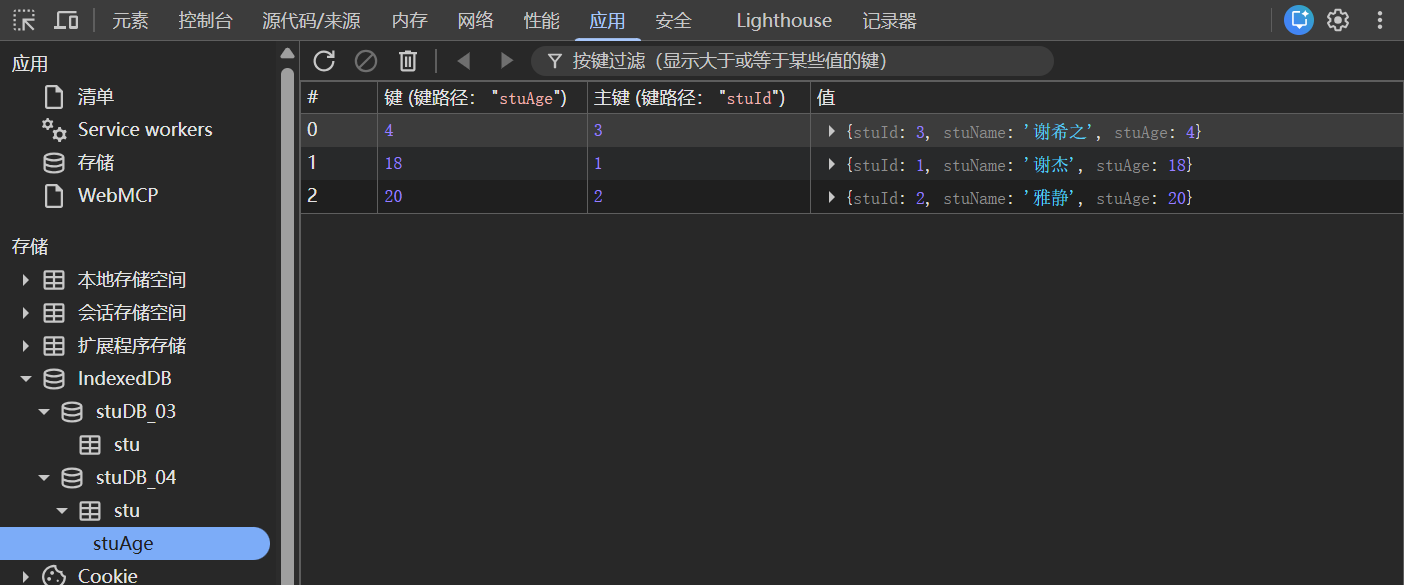 元素 控制台 源代码/来源 内存 网络 性能 应用 安全 Lighthouse 记录器
应用
清单
Service workers
存储
WebMCP
存储
本地存储空间
会话存储空间
扩展程序存储
IndexedDB
stuDB_03
stu
stuDB_04
stu
stuAge
Cookie
按键过滤（显示大于或等于某些值的键）
# 键 (键路径： "stuAge") 主键 (键路径： "stuId") 值
0 4 3 {stuId: 3, stuName: '谢希之', stuAge: 4}
1 18 1 {stuId: 1, stuName: '谢杰', stuAge: 18}
2 20 2 {stuId: 2, stuName: '雅静', stuAge: 20}